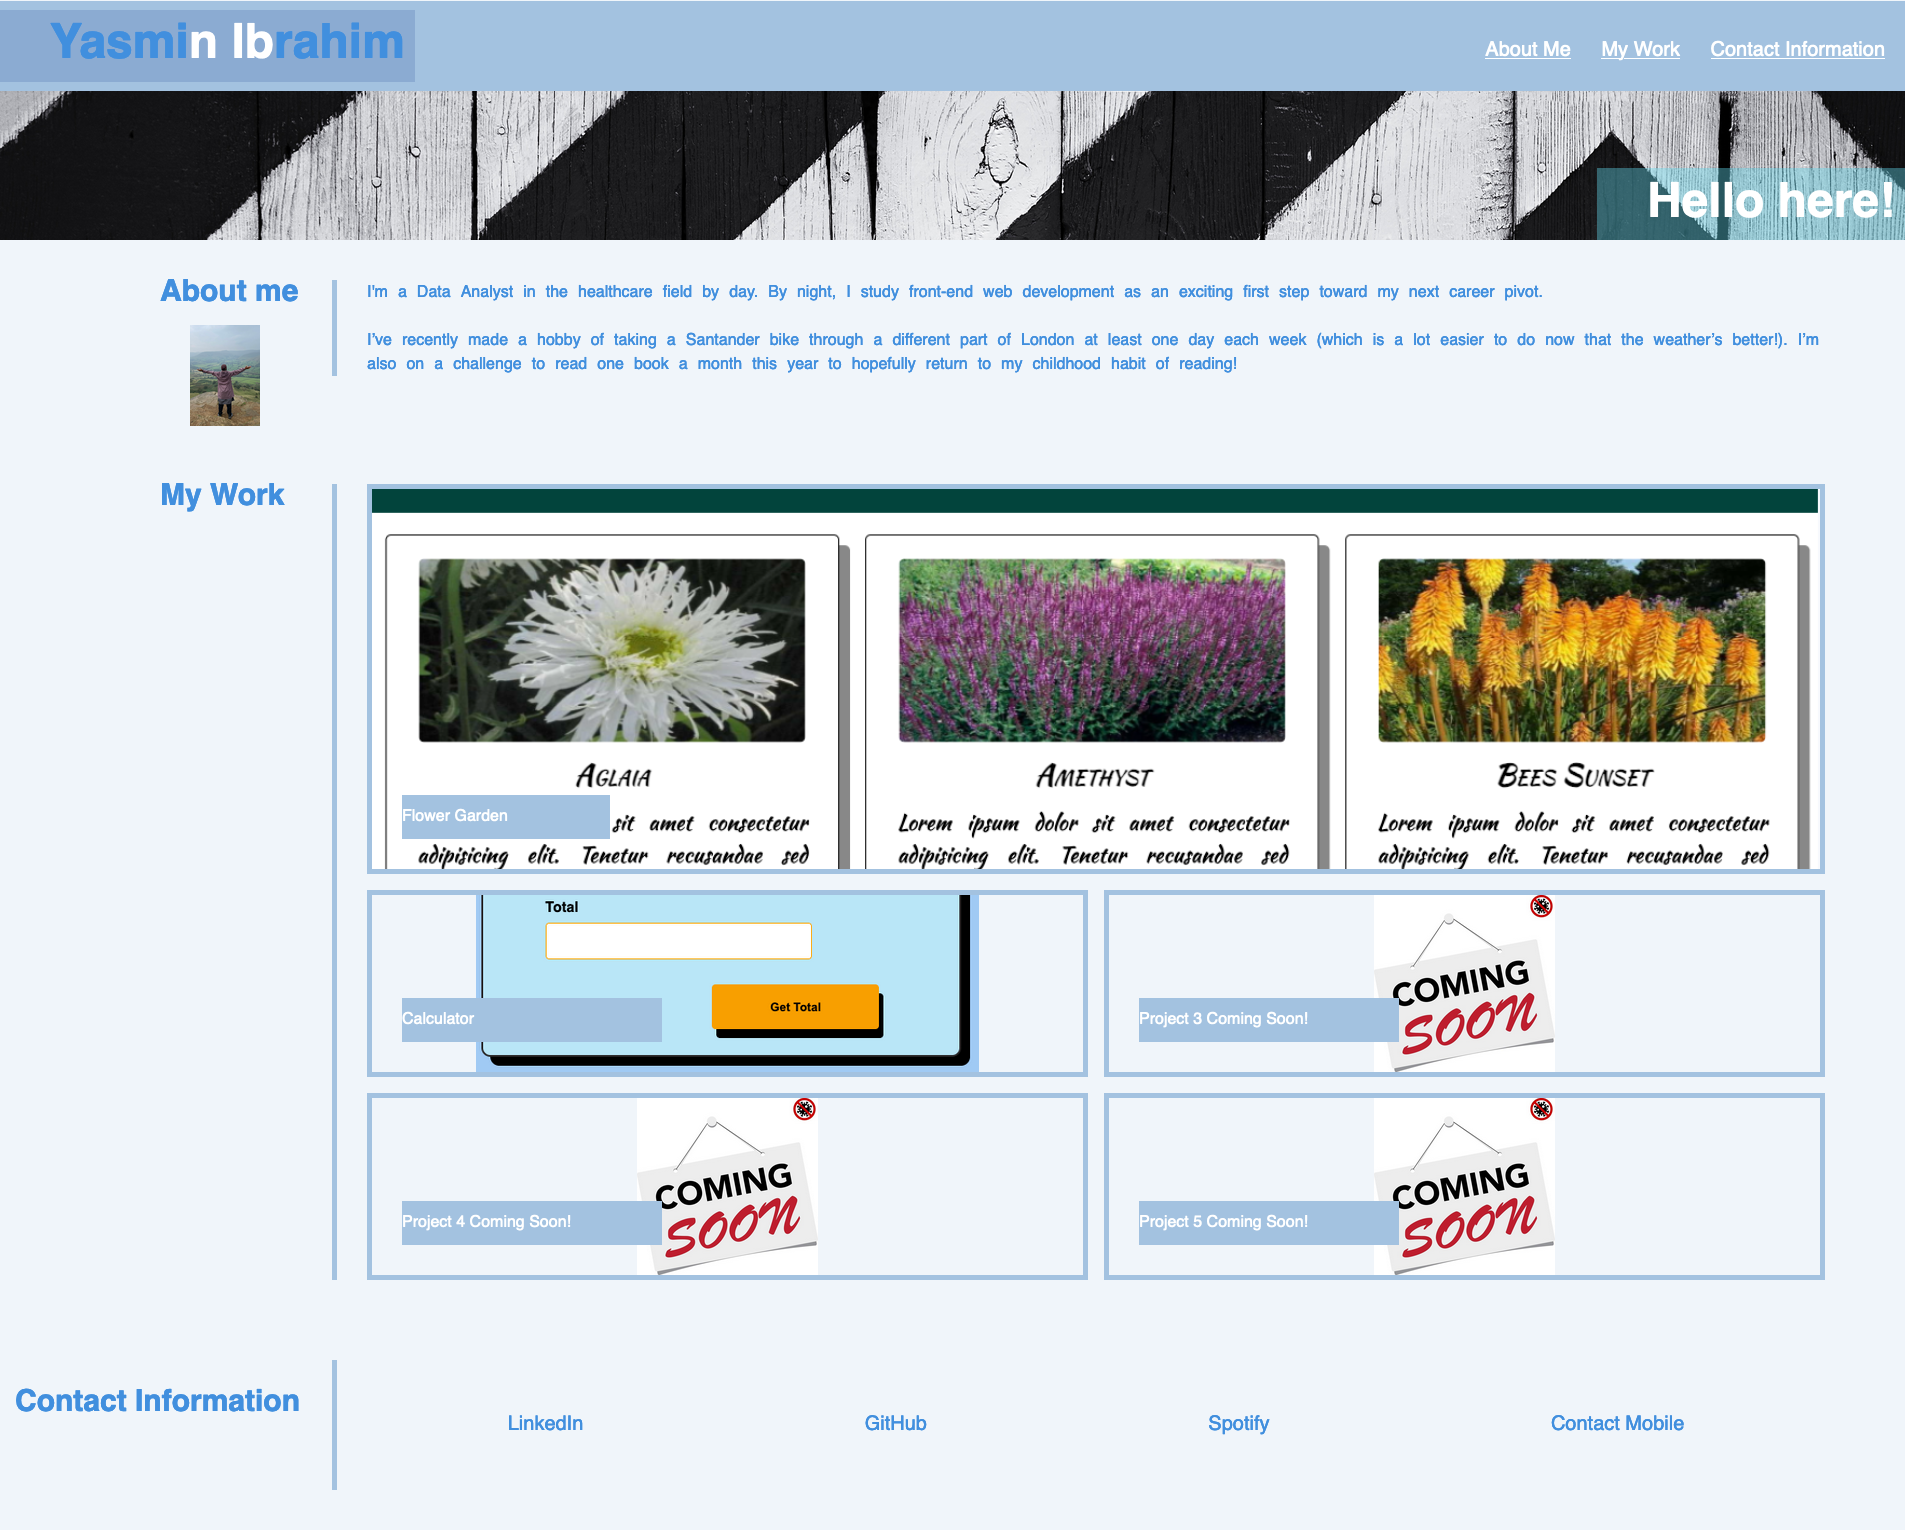 Yasmin Ibrahim
About Me My Work Contact Information
Hello here!
About me
I'm a Data Analyst in the healthcare field by day. By night, I study front-end web development as an exciting first step toward my next career pivot.
I've recently made a hobby of taking a Santander bike through a different part of London at least one day each week (which is a lot easier to do now that the weather's better!). I'm
also on a challenge to read one book a month this year to hopefully return to my childhood habit of reading!
My Work
Aglaia Amethyst Bees Sunset
Flower Garden
sit amet consectetur Lorem ipsum dolor sit amet consectetur Lorem ipsum dolor sit amet consectetur
adipisicing elit. Tenetur recusandae sed adipisicing elit. Tenetur recusandae sed adipisicing elit. Tenetur recusandae sed
Total
Get Total
Calculator
COMING
SOON
Project 3 Coming Soon!
COMING
SOON
Project 4 Coming Soon!
COMING
SOON
Project 5 Coming Soon!
Contact Information
LinkedIn GitHub Spotify Contact Mobile